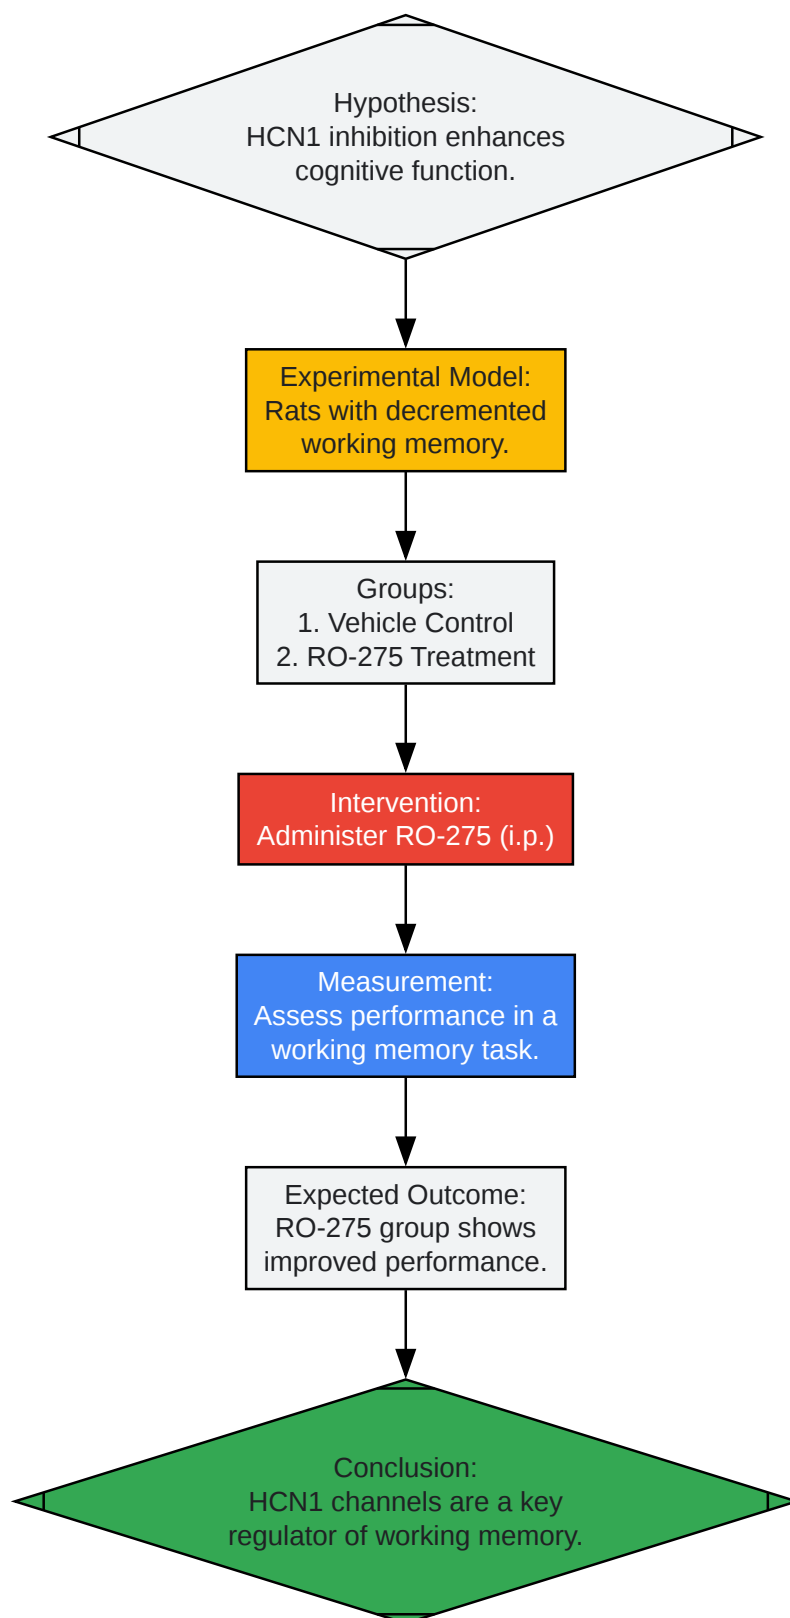 Hypothesis:
HCN1 inhibition enhances
cognitive function.
Experimental Model:
Rats with decremented
working memory.
Groups:
1. Vehicle Control
2. RO-275 Treatment
Intervention:
Administer RO-275 (i.p.)
Measurement:
Assess performance in a
working memory task.
Expected Outcome:
RO-275 group shows
improved performance.
Conclusion:
HCN1 channels are a key
regulator of working memory.